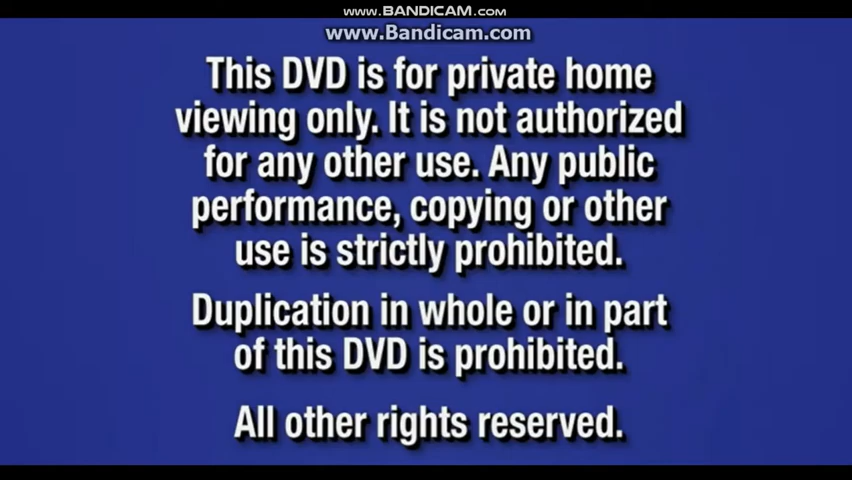 www.BANDICAM.com
www.Bandicam.com
This DVD is for private home
viewing only. It is not authorized
for any other use. Any public
performance, copying or other
use is strictly prohibited.
Duplication in whole or in part
of this DVD is prohibited.
All other rights reserved.